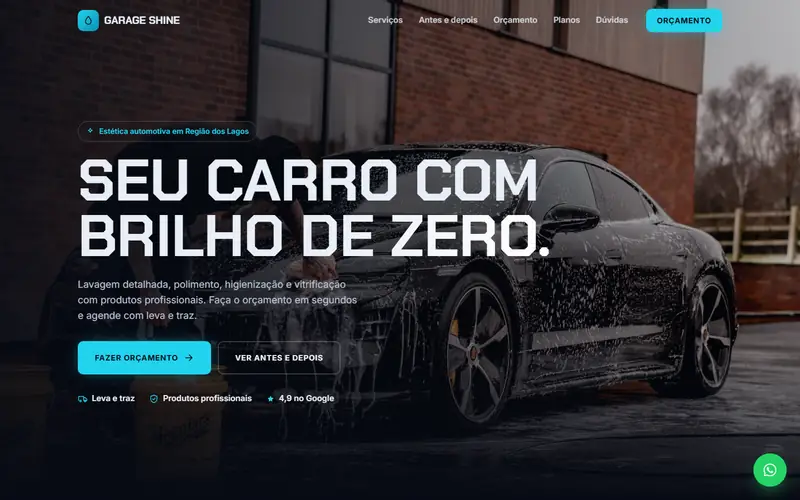 GARAGE SHINE
Serviços
Antes e depois
Orçamento
Planos
Dúvidas
ORÇAMENTO
Estética automotiva em Região dos Lagos
SEU CARRO COM
BRILHO DE ZERO.
Lavagem detalhada, polimento, higienização e vitrificação
com produtos profissionais. Faça o orçamento em segundos
e agende com leva e traz.
FAZER ORÇAMENTO →
VER ANTES E DEPOIS
Leva e traz
Produtos profissionais
4,9 no Google